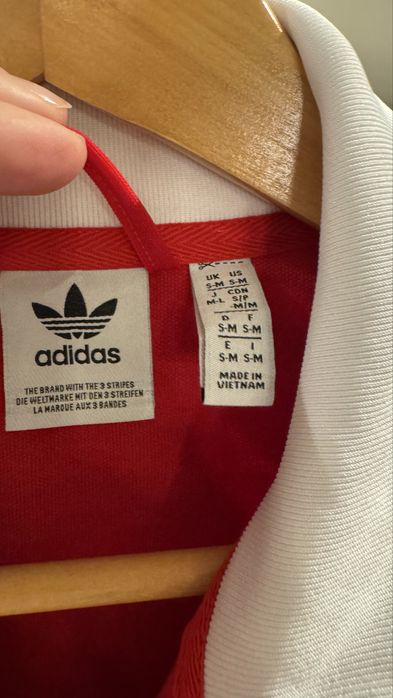 adidas
THE BRAND WITH THE 3 STRIPES
DIE WELTMARKE MIT DEN 3 STREIFEN
LA MARQUE AUX 3 BANDES
UK US
S-M S-M
J CDN
M-L S/P
-M/M
D F
S-M S-M
E I
S-M S-M
MADE IN
VIETNAM